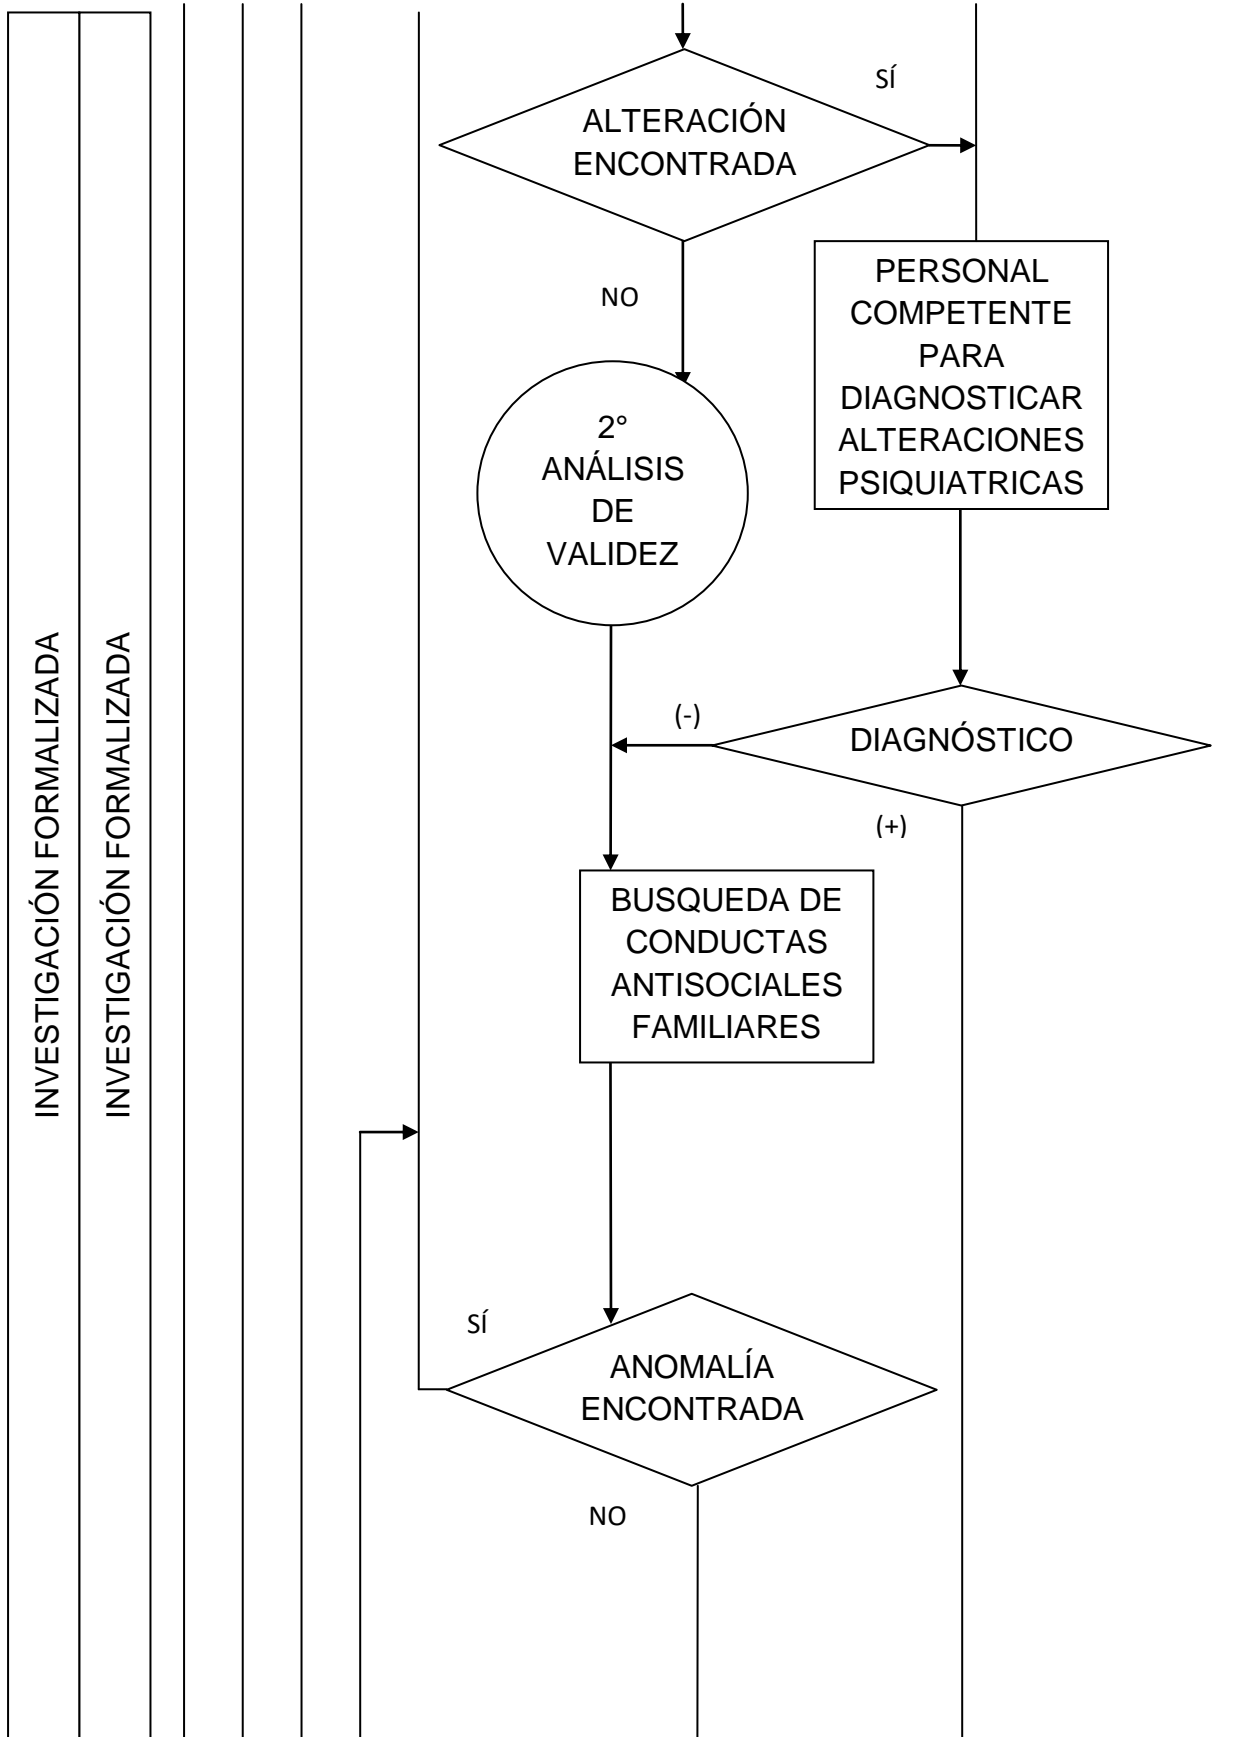 SÍ
ALTERACIÓN
ENCONTRADA
PERSONAL
COMPETENTE
PARA
DIAGNOSTICAR
ALTERACIONES
PSIQUIATRICAS
NO
2°
ANÁLISIS
DE
VALIDEZ
INVESTIGACIÓN FORMALIZADA
INVESTIGACIÓN FORMALIZADA
(-)
DIAGNÓSTICO
(+)
BUSQUEDA DE
CONDUCTAS
ANTISOCIALES
FAMILIARES
SÍ
ANOMALÍA
ENCONTRADA
NO